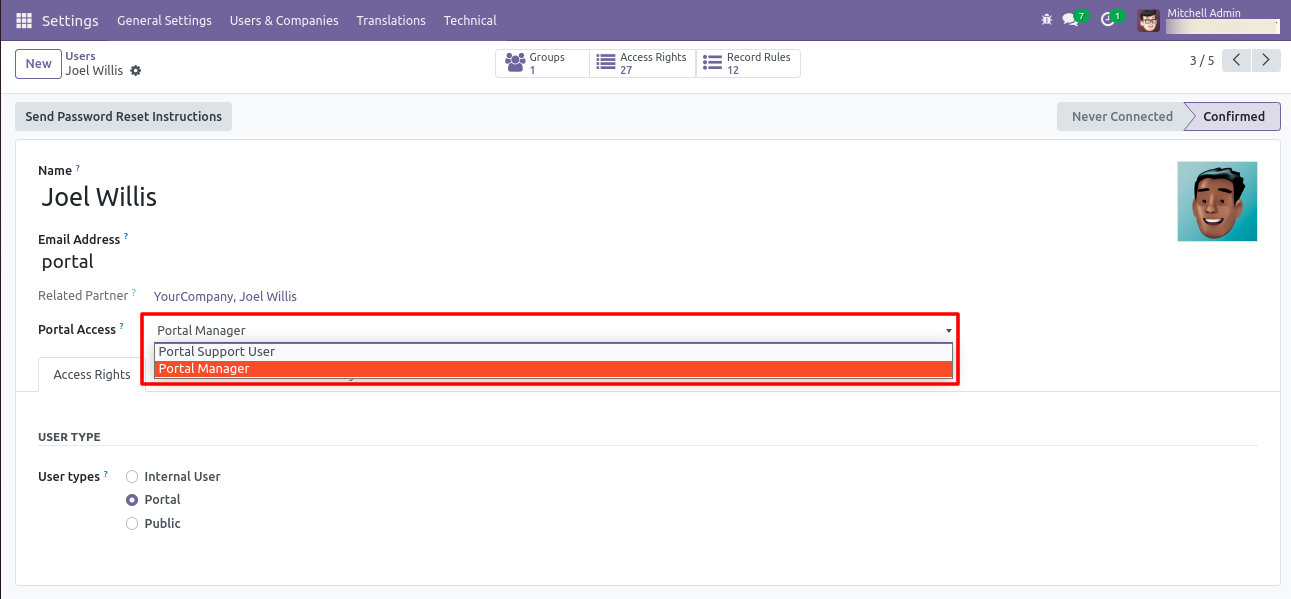 Settings General Settings Users & Companies Translations Technical 7 1 Mitchell Admin
New Users Groups 1 Access Rights 27 Record Rules 12 3 / 5
Joel Willis
Send Password Reset Instructions Never Connected Confirmed
Name ?
Joel Willis
Email Address ?
portal
Related Partner ? YourCompany, Joel Willis
Portal Access ? Portal Manager
Portal Support User
Portal Manager
Access Rights
USER TYPE
User types ? Internal User
Portal
Public